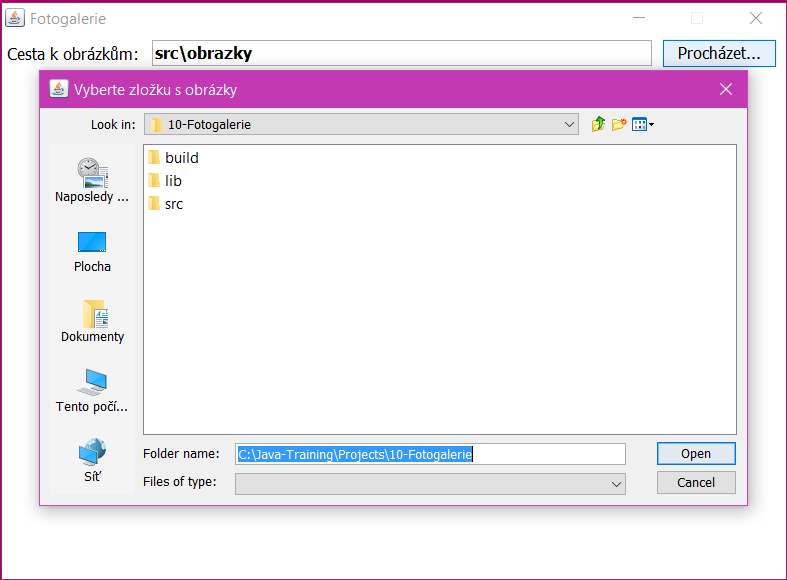 Fotogalerie
Cesta k obrázkům: src\obrazky Procházet...
Vyberte zložku s obrázky
Look in: 10-Fotogalerie
build
lib
src
Naposledy ...
Plocha
Dokumenty
Tento počí...
Síť
Folder name: C:\Java-Training\Projects\10-Fotogalerie Open
Files of type: Cancel